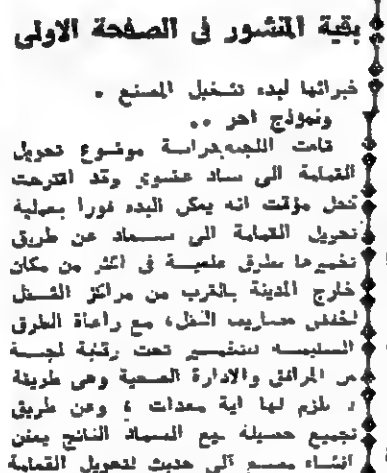 بقية المنشور في الصفحة الاولى
خبرائها لبدء تشغيل المصنع .
ونموذج اخر ..
قامت اللجنة بدراسة موضوع تحويل
القمامة الى سماد عضوي وقد اقترحت
كحل مؤقت انه يمكن البدء فورا بعملية
تحويل القمامة الى سماد عن طريق
تخميرها بطرق علمية في اكثر من مكان
خارج المدينة بالقرب من مراكز الشغل
لخفض مصاريف النقل، مع مراعاة الطرق
السليمة للتخمير تحت رقابة لجنة
من المرافق والادارة الصحية وهي طريقة
لا يلزم لها اية معدات ، وعن طريق
تجميع حصيلة بيع السماد الناتج يمكن
انشاء مصنع آلي حديث لتحويل القمامة